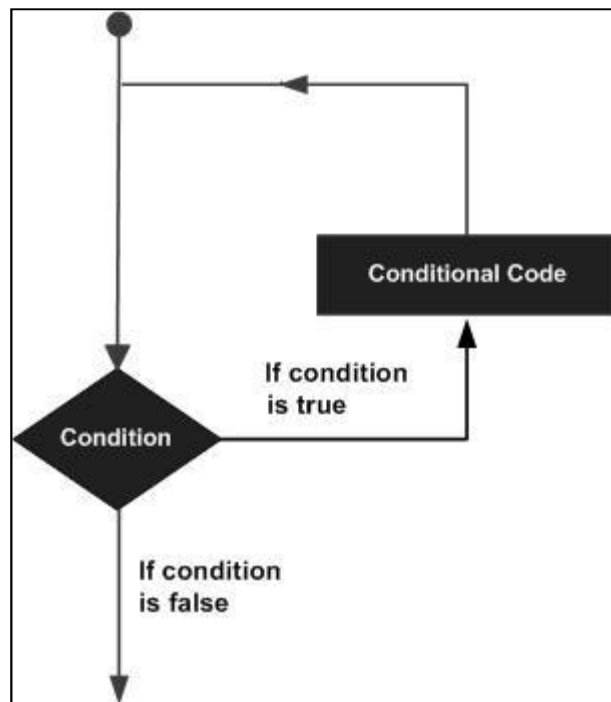 Conditional Code
If condition
is true
Condition
If condition
is false